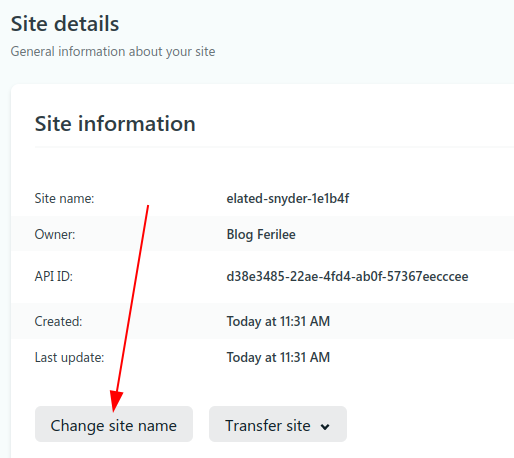 Site details
General information about your site
Site information
Site name: elated-snyder-1e1b4f
Owner: Blog Ferilee
API ID: d38e3485-22ae-4fd4-ab0f-57367eecccee
Created: Today at 11:31 AM
Last update: Today at 11:31 AM
Change site name Transfer site